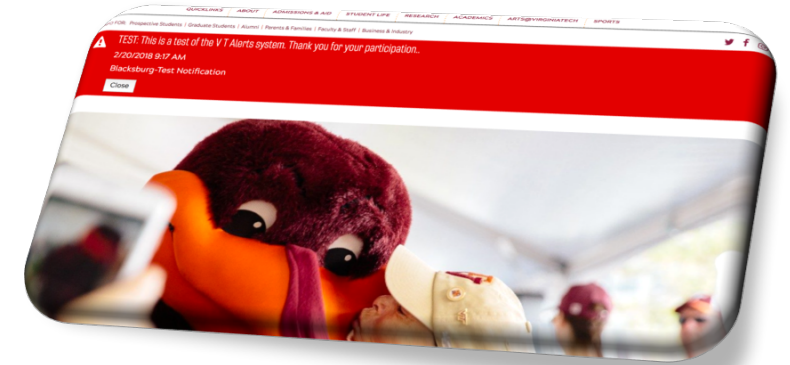 QUICKLINKS ABOUT ADMISSIONS & AID STUDENT LIFE RESEARCH ACADEMICS ARTS@VIRGINIATECH SPORTS
FOR: Prospective Students | Graduate Students | Alumni | Parents & Families | Faculty & Staff | Business & Industry
TEST: This is a test of the V T Alerts system. Thank you for your participation..
2/20/2018 9:17 AM
Blacksburg-Test Notification
Close